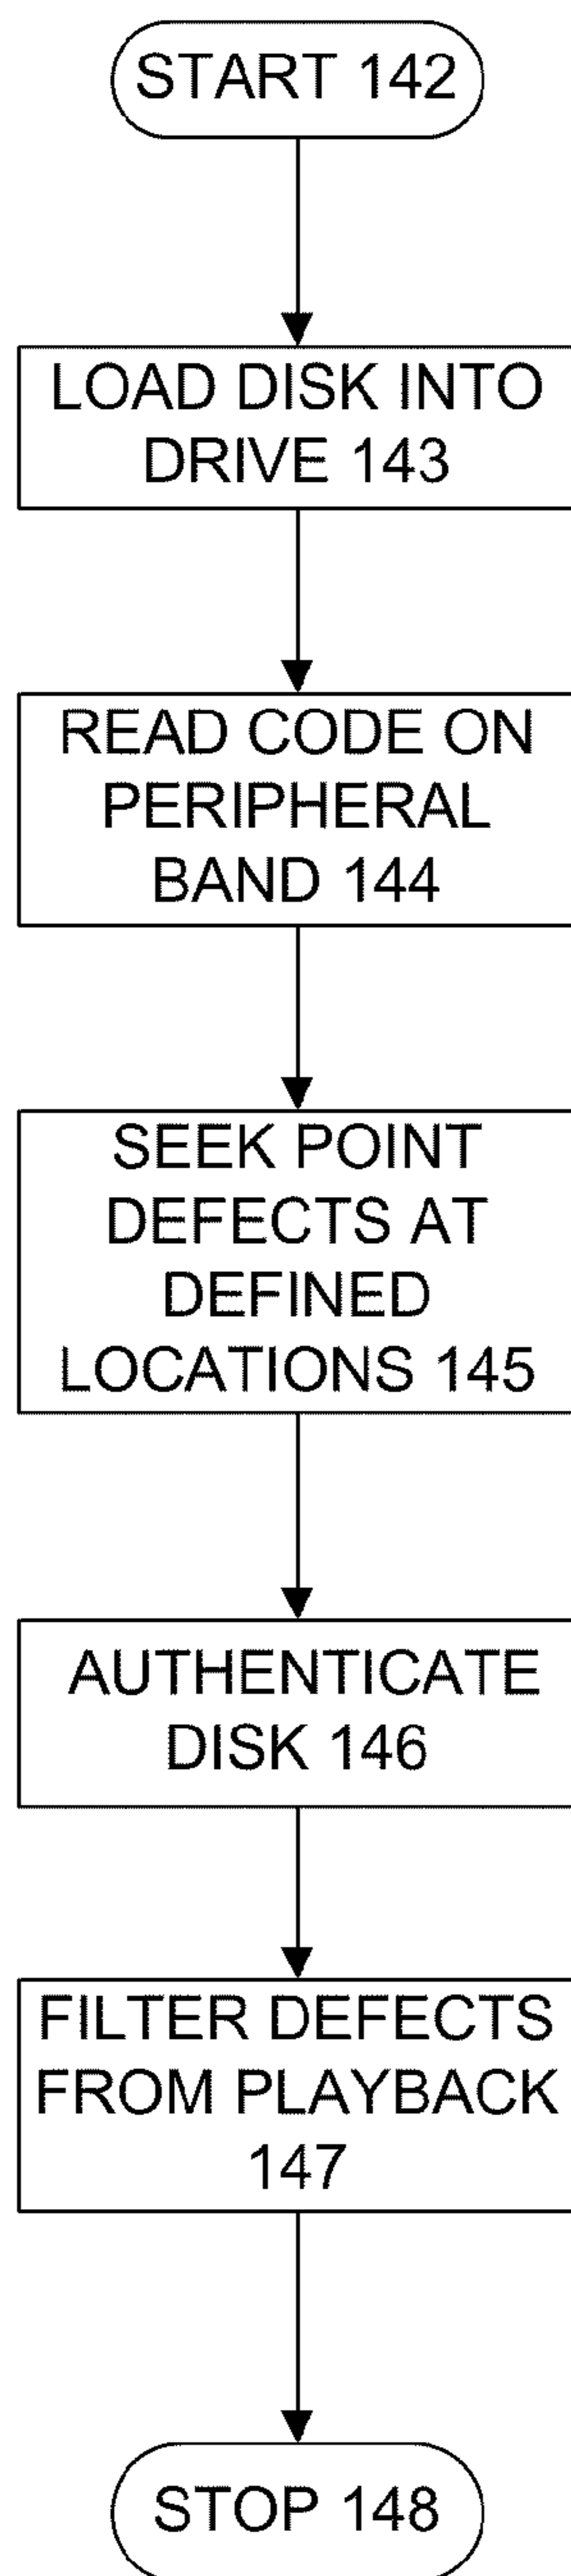 START 142
LOAD DISK INTO
DRIVE 143
READ CODE ON
PERIPHERAL
BAND 144
SEEK POINT
DEFECTS AT
DEFINED
LOCATIONS 145
AUTHENTICATE
DISK 146
FILTER DEFECTS
FROM PLAYBACK
147
STOP 148